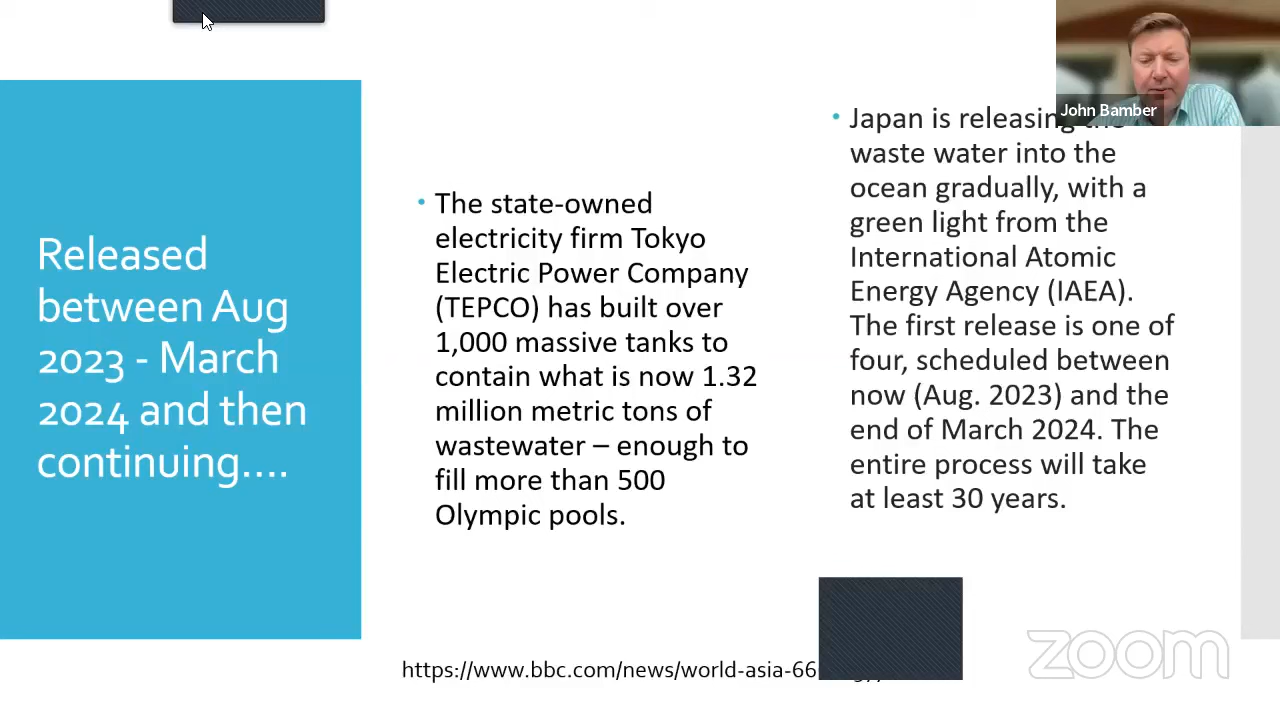 John Bamber
Released
between Aug
2023 - March
2024 and then
continuing....
• The state-owned
electricity firm Tokyo
Electric Power Company
(TEPCO) has built over
1,000 massive tanks to
contain what is now 1.32
million metric tons of
wastewater – enough to
fill more than 500
Olympic pools.
• Japan is releasing the
waste water into the
ocean gradually, with a
green light from the
International Atomic
Energy Agency (IAEA).
The first release is one of
four, scheduled between
now (Aug. 2023) and the
end of March 2024. The
entire process will take
at least 30 years.
https://www.bbc.com/news/world-asia-66
zoom